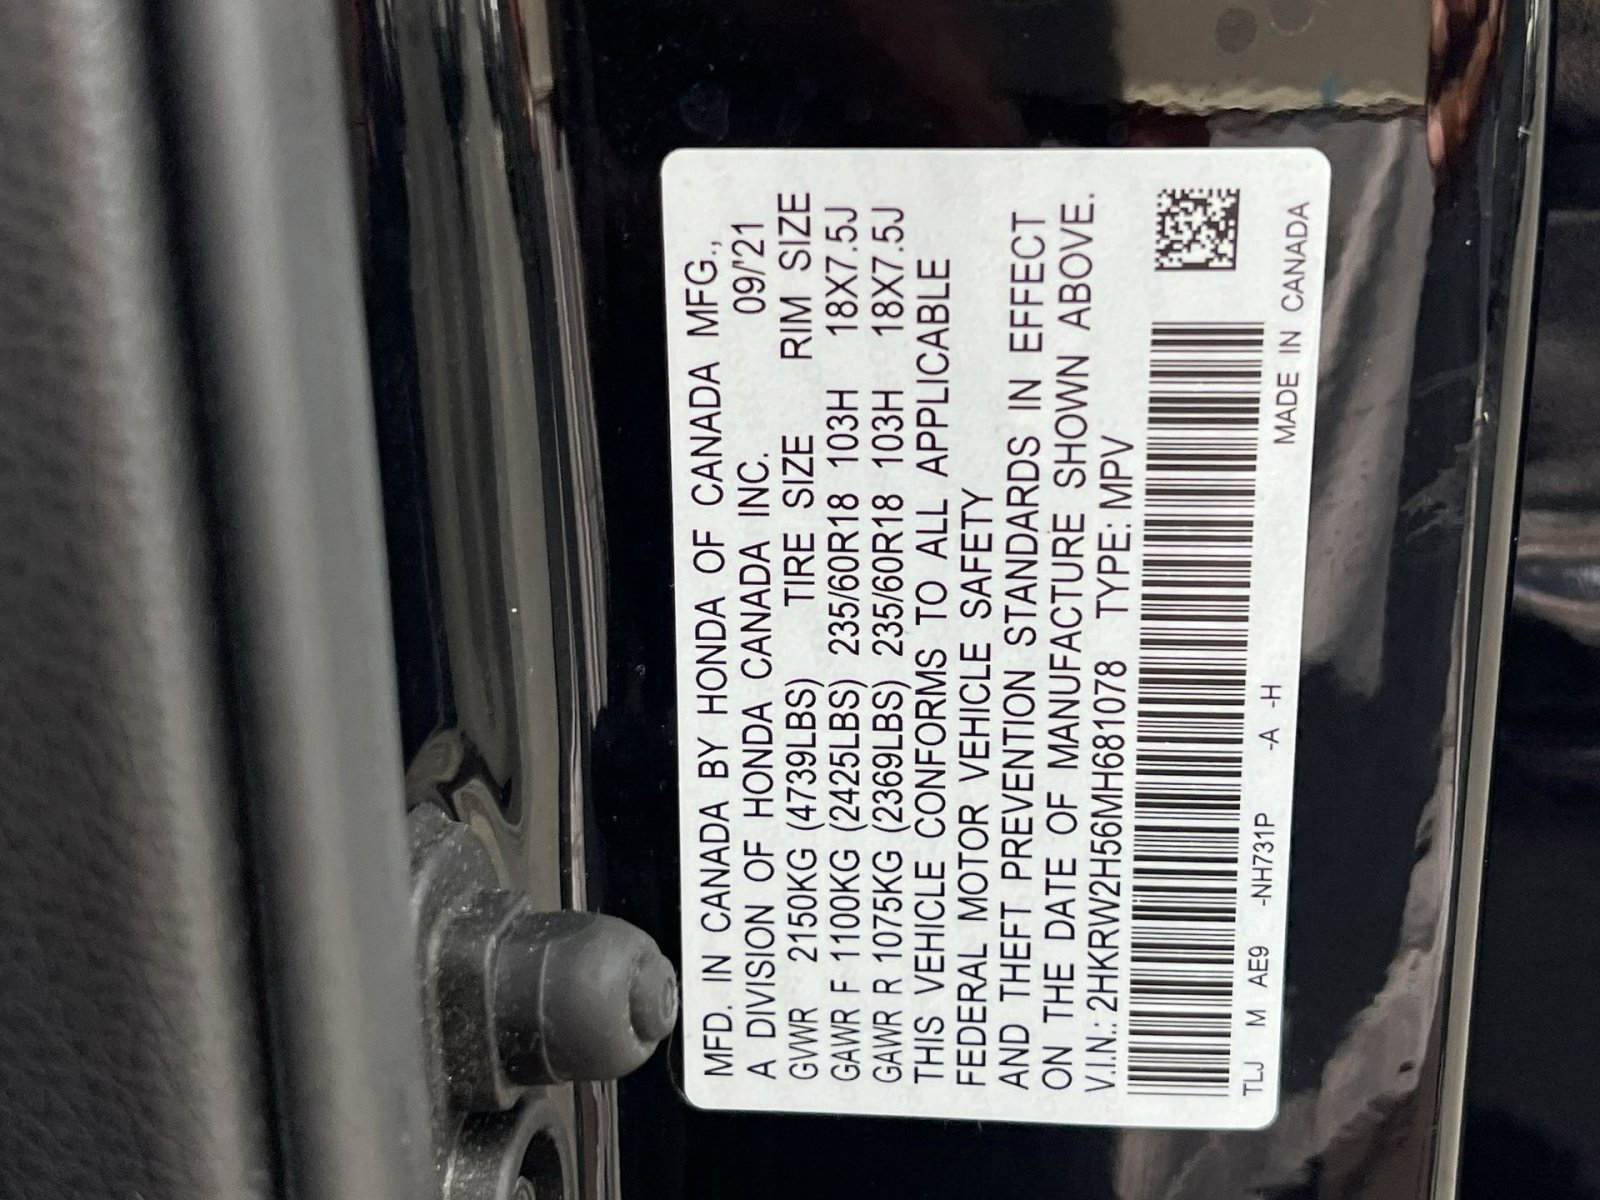 MFD. IN CANADA BY HONDA OF CANADA MFG.,
A DIVISION OF HONDA CANADA INC. 09/'21
GVWR 2150KG (4739LBS) TIRE SIZE RIM SIZE
GAWR F 1100KG (2425LBS) 235/60R18 103H 18X7.5J
GAWR R 1075KG (2369LBS) 235/60R18 103H 18X7.5J
THIS VEHICLE CONFORMS TO ALL APPLICABLE
FEDERAL MOTOR VEHICLE SAFETY
AND THEFT PREVENTION STANDARDS IN EFFECT
ON THE DATE OF MANUFACTURE SHOWN ABOVE.
V.I.N.: 2HKRW2H56MH681078 TYPE: MPV
TLJ M AE9 -NH731P -A -H
MADE IN CANADA